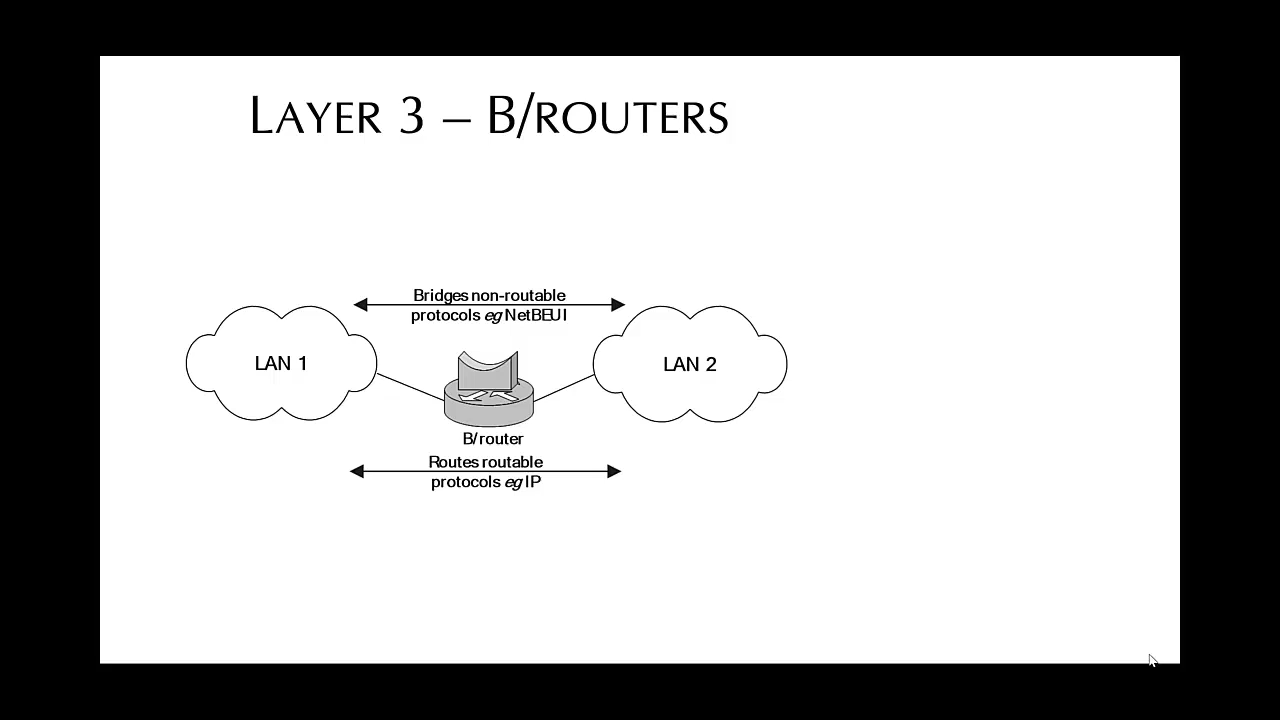 LAYER 3 – B/ROUTERS
Bridges non-routable
protocols eg NetBEUI
LAN 1
LAN 2
B/router
Routes routable
protocols eg IP